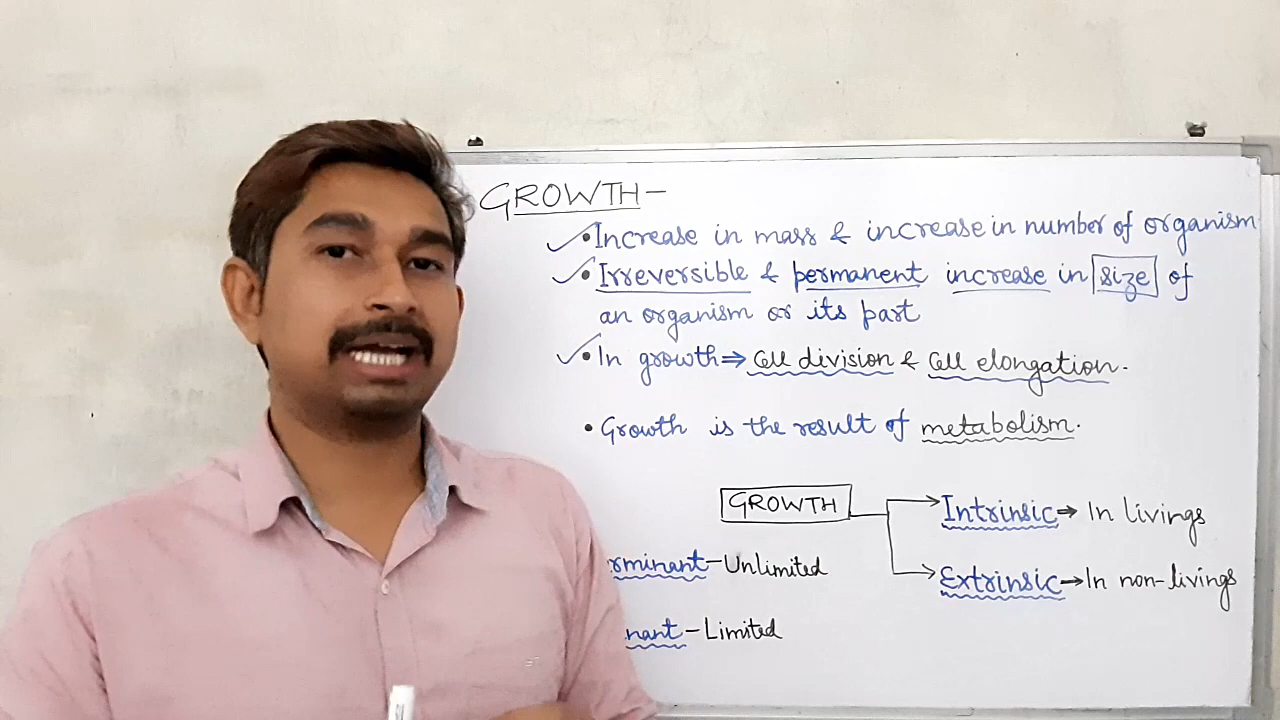 GROWTH-
• Increase in mass & increase in number of organism
• Irreversible & permanent increase in size of
an organism or its part
• In growth ⇒ Cell division & Cell elongation.
• Growth is the result of metabolism.
GROWTH
Intrinsic → In livings
rminant - Unlimited
Extrinsic → In non-livings
nant - Limited